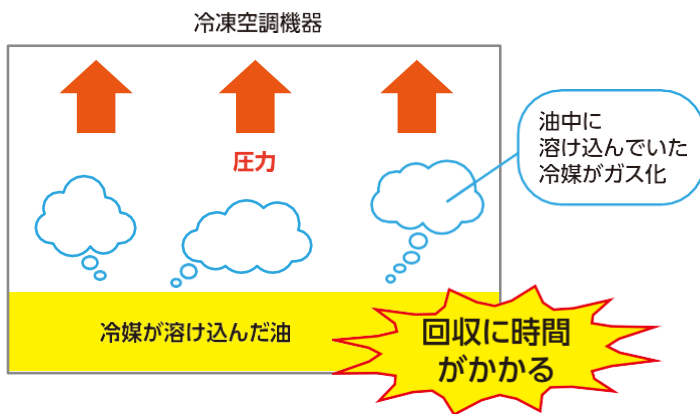 冷凍空調機器
圧力
油中に
溶け込んでいた
冷媒がガス化
冷媒が溶け込んだ油
回収に時間
がかかる